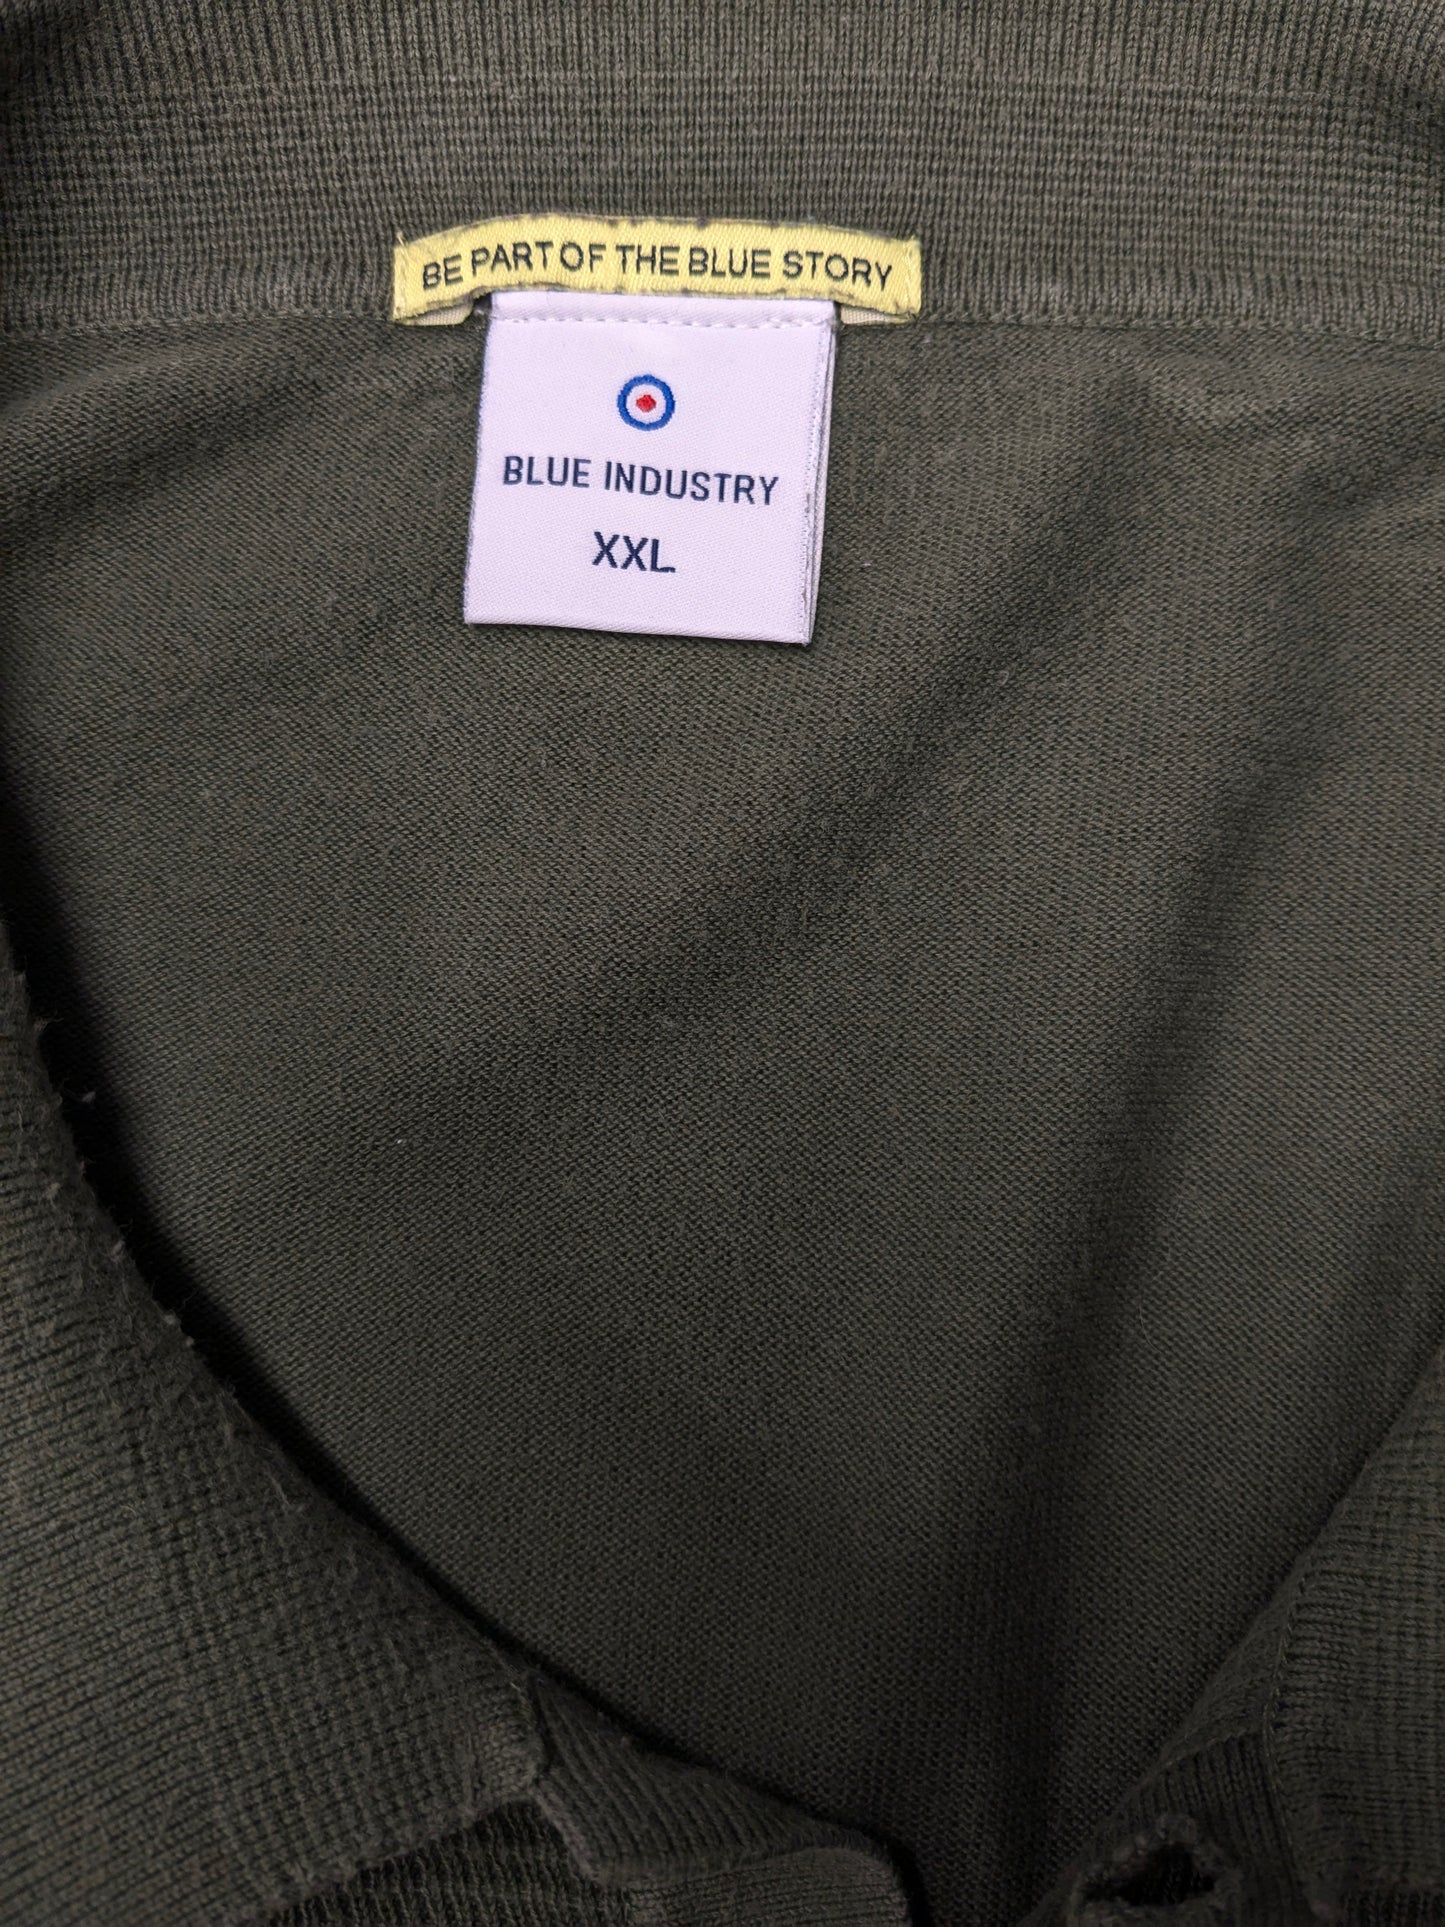 BE PART OF THE BLUE STORY
BLUE INDUSTRY
XXL